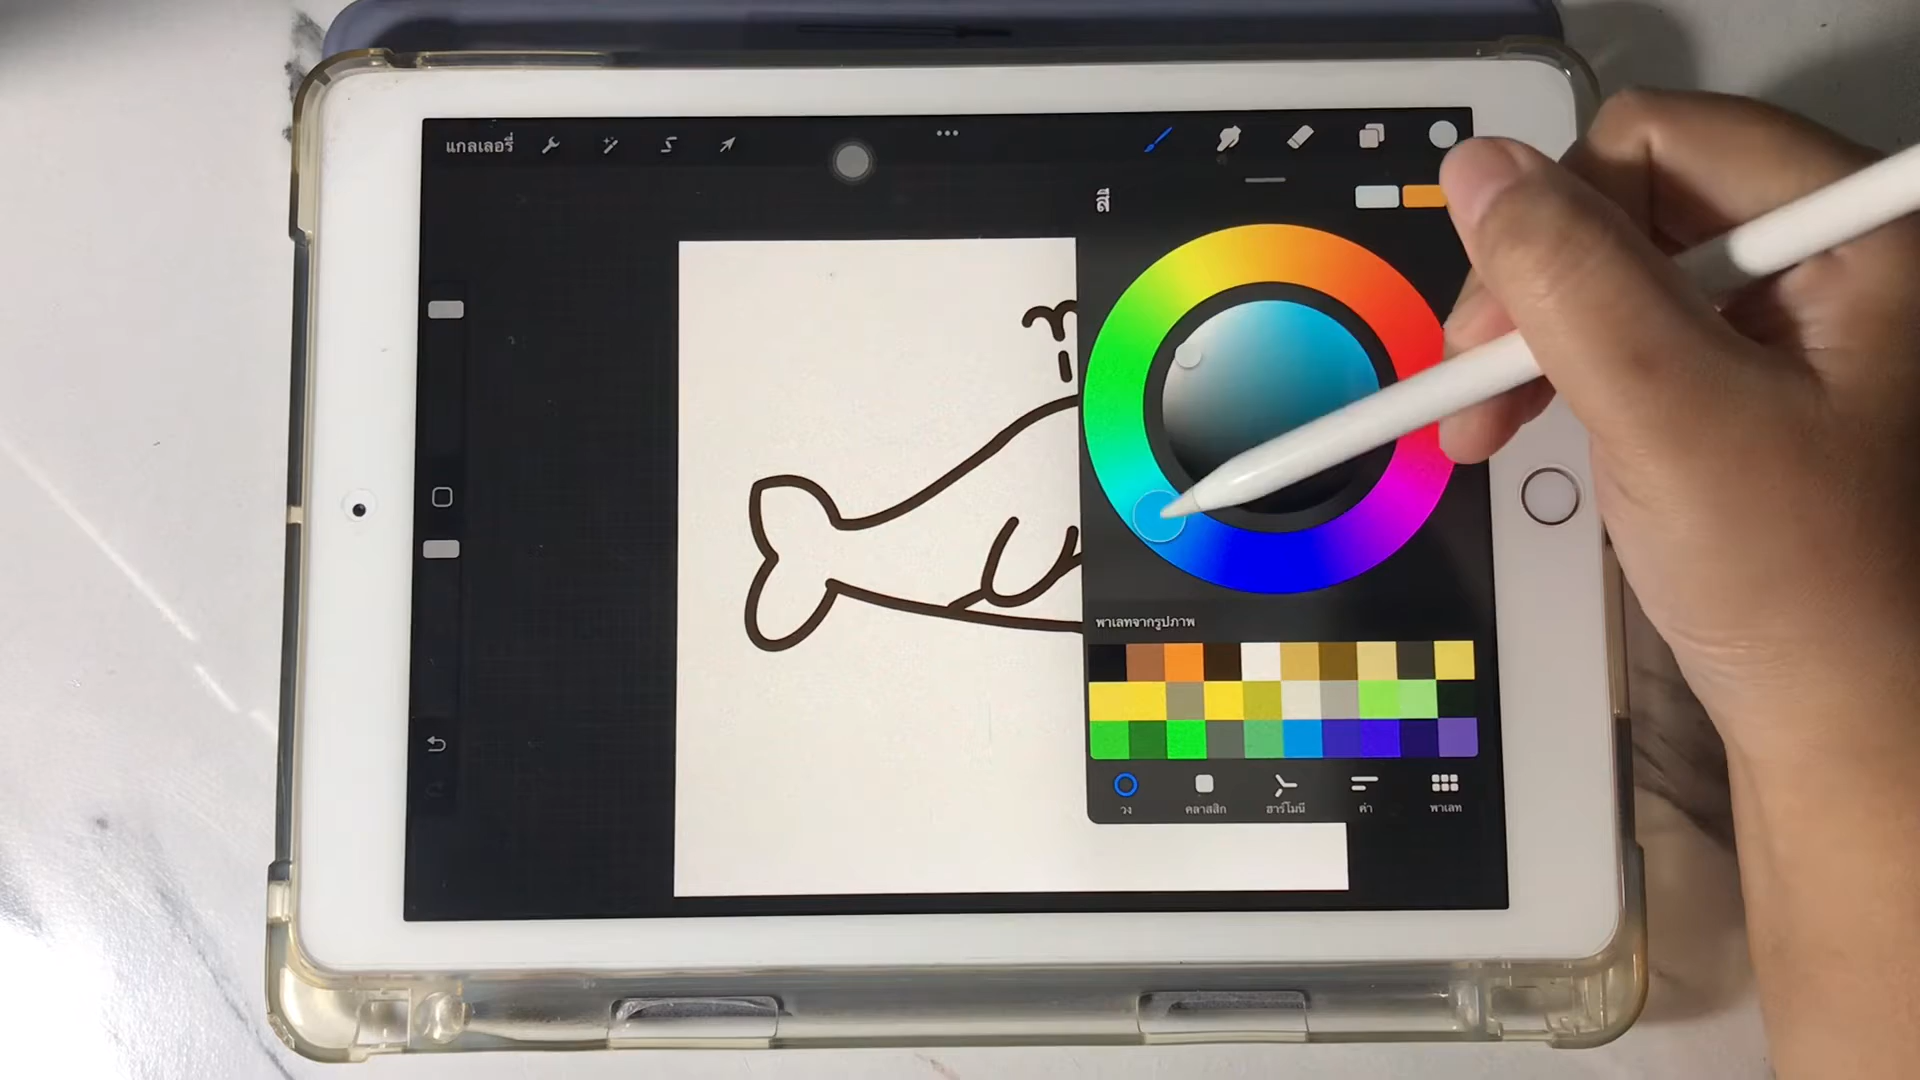 แกลเลอรี่
สี
พาเลทจากรูปภาพ
วง
คลาสสิก
ฮาร์โมนี
ค่า
พาเลท